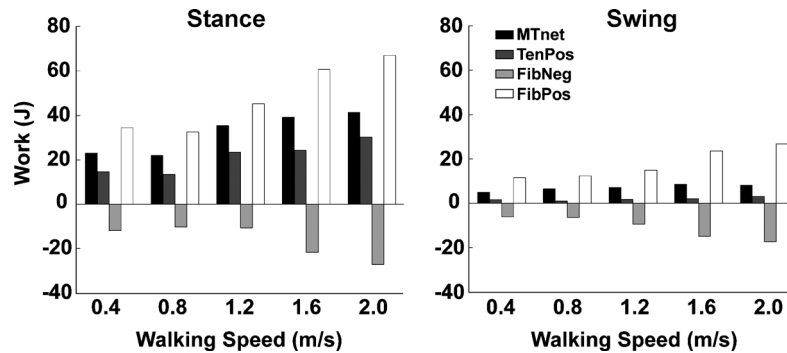 Stance
Swing
Work (J)
80
60
40
20
0
-20
-40
0.4 0.8 1.2 1.6 2.0
Walking Speed (m/s)
80
60
40
20
0
-20
-40
MTnet
TenPos
FibNeg
FibPos
0.4 0.8 1.2 1.6 2.0
Walking Speed (m/s)